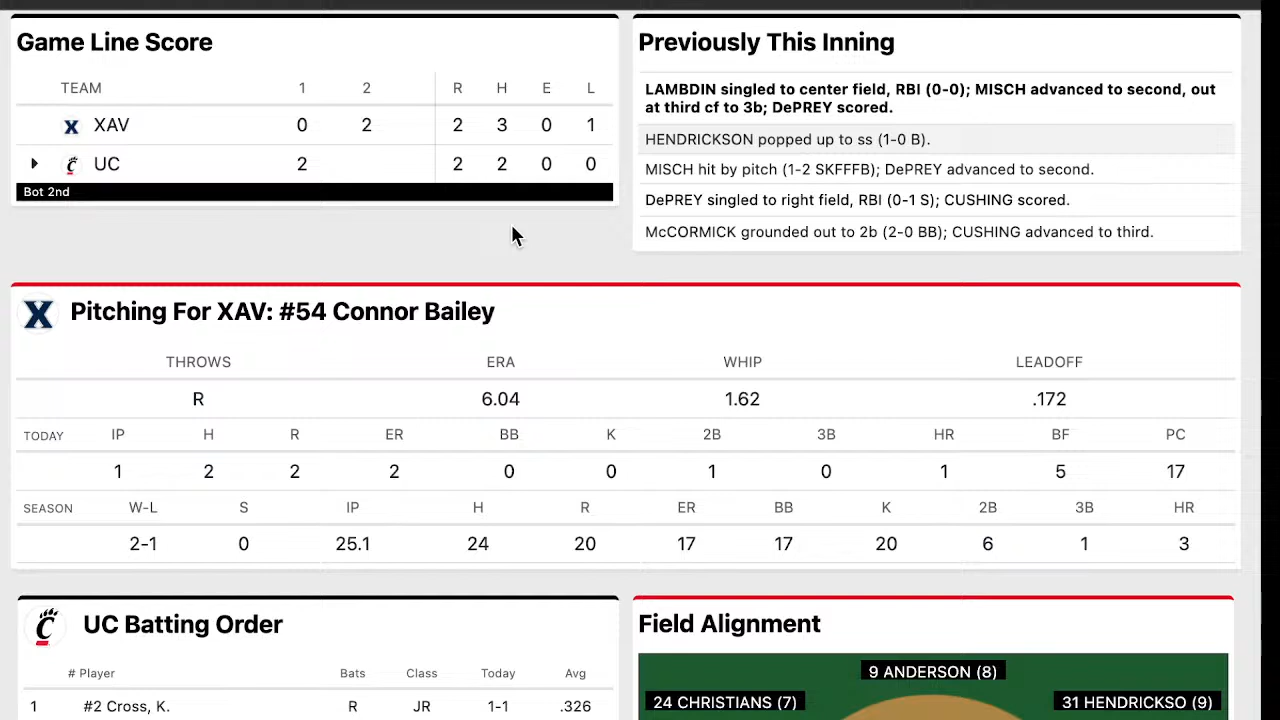 Game Line Score
TEAM 1 2 R H E L
XAV 0 2 2 3 0 1
UC 2 2 2 0 0
Bot 2nd
Previously This Inning
LAMBDIN singled to center field, RBI (0-0); MISCH advanced to second, out
at third cf to 3b; DePREY scored.
HENDRICKSON popped up to ss (1-0 B).
MISCH hit by pitch (1-2 SKFFFB); DePREY advanced to second.
DePREY singled to right field, RBI (0-1 S); CUSHING scored.
McCORMICK grounded out to 2b (2-0 BB); CUSHING advanced to third.
X
Pitching For XAV: #54 Connor Bailey
THROWS ERA WHIP LEADOFF
R 6.04 1.62 .172
TODAY IP H R ER BB K 2B 3B HR BF PC
1 2 2 2 0 0 1 0 1 5 17
SEASON W-L S IP H R ER BB K 2B 3B HR
2-1 0 25.1 24 20 17 17 20 6 1 3
UC Batting Order
# Player Bats Class Today Avg
1 #2 Cross, K. R JR 1-1 .326
Field Alignment
9 ANDERSON (8)
24 CHRISTIANS (7) 31 HENDRICKSO (9)